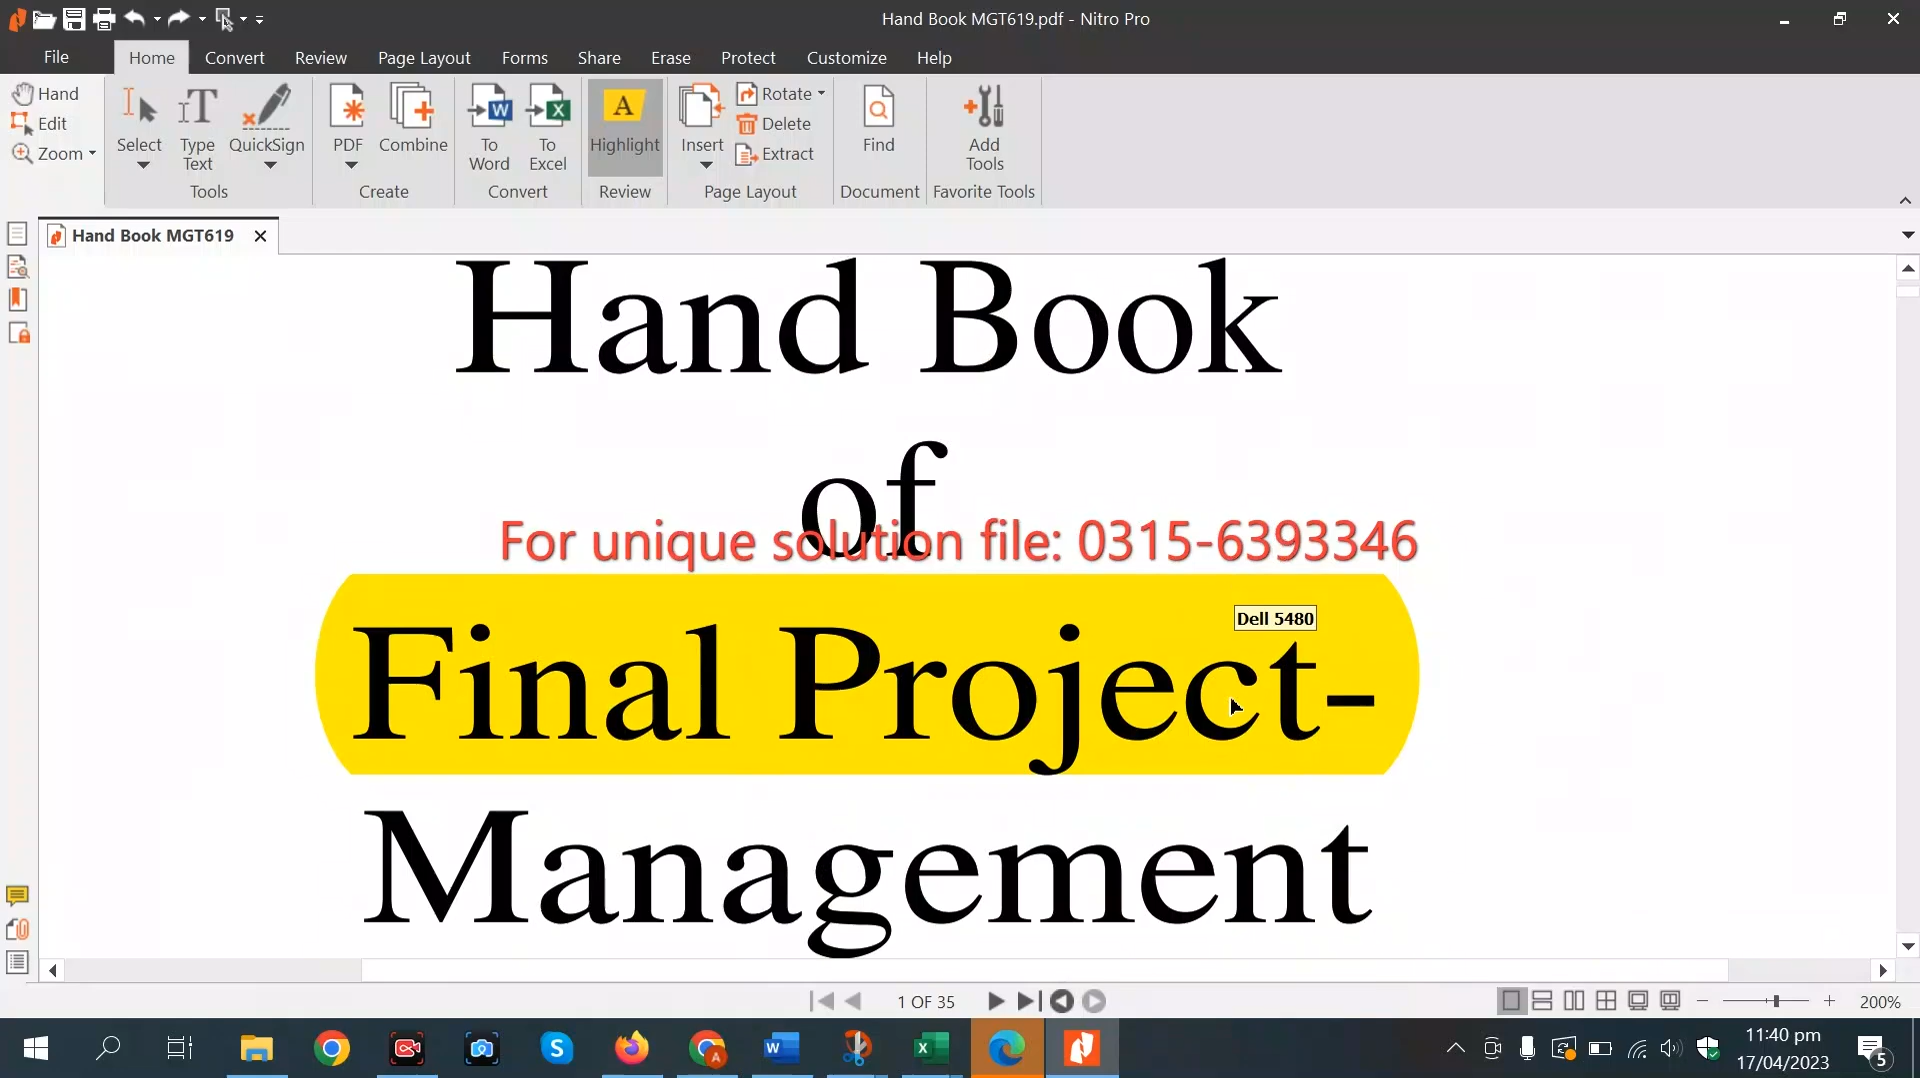 Hand Book MGT619.pdf - Nitro Pro
File Home Convert Review Page Layout Forms Share Erase Protect Customize Help
Hand
Edit
Zoom
Select
Type
Text
QuickSign
Tools
PDF
Combine
Create
To
Word
To
Excel
Convert
Highlight
Review
Insert
Rotate
Delete
Extract
Page Layout
Find
Document
Add
Tools
Favorite Tools
Hand Book MGT619
Hand Book
of
For unique solution file: 0315-6393346
Dell 5480
Final Project-
Management
1 OF 35
200%
11:40 pm
17/04/2023
5